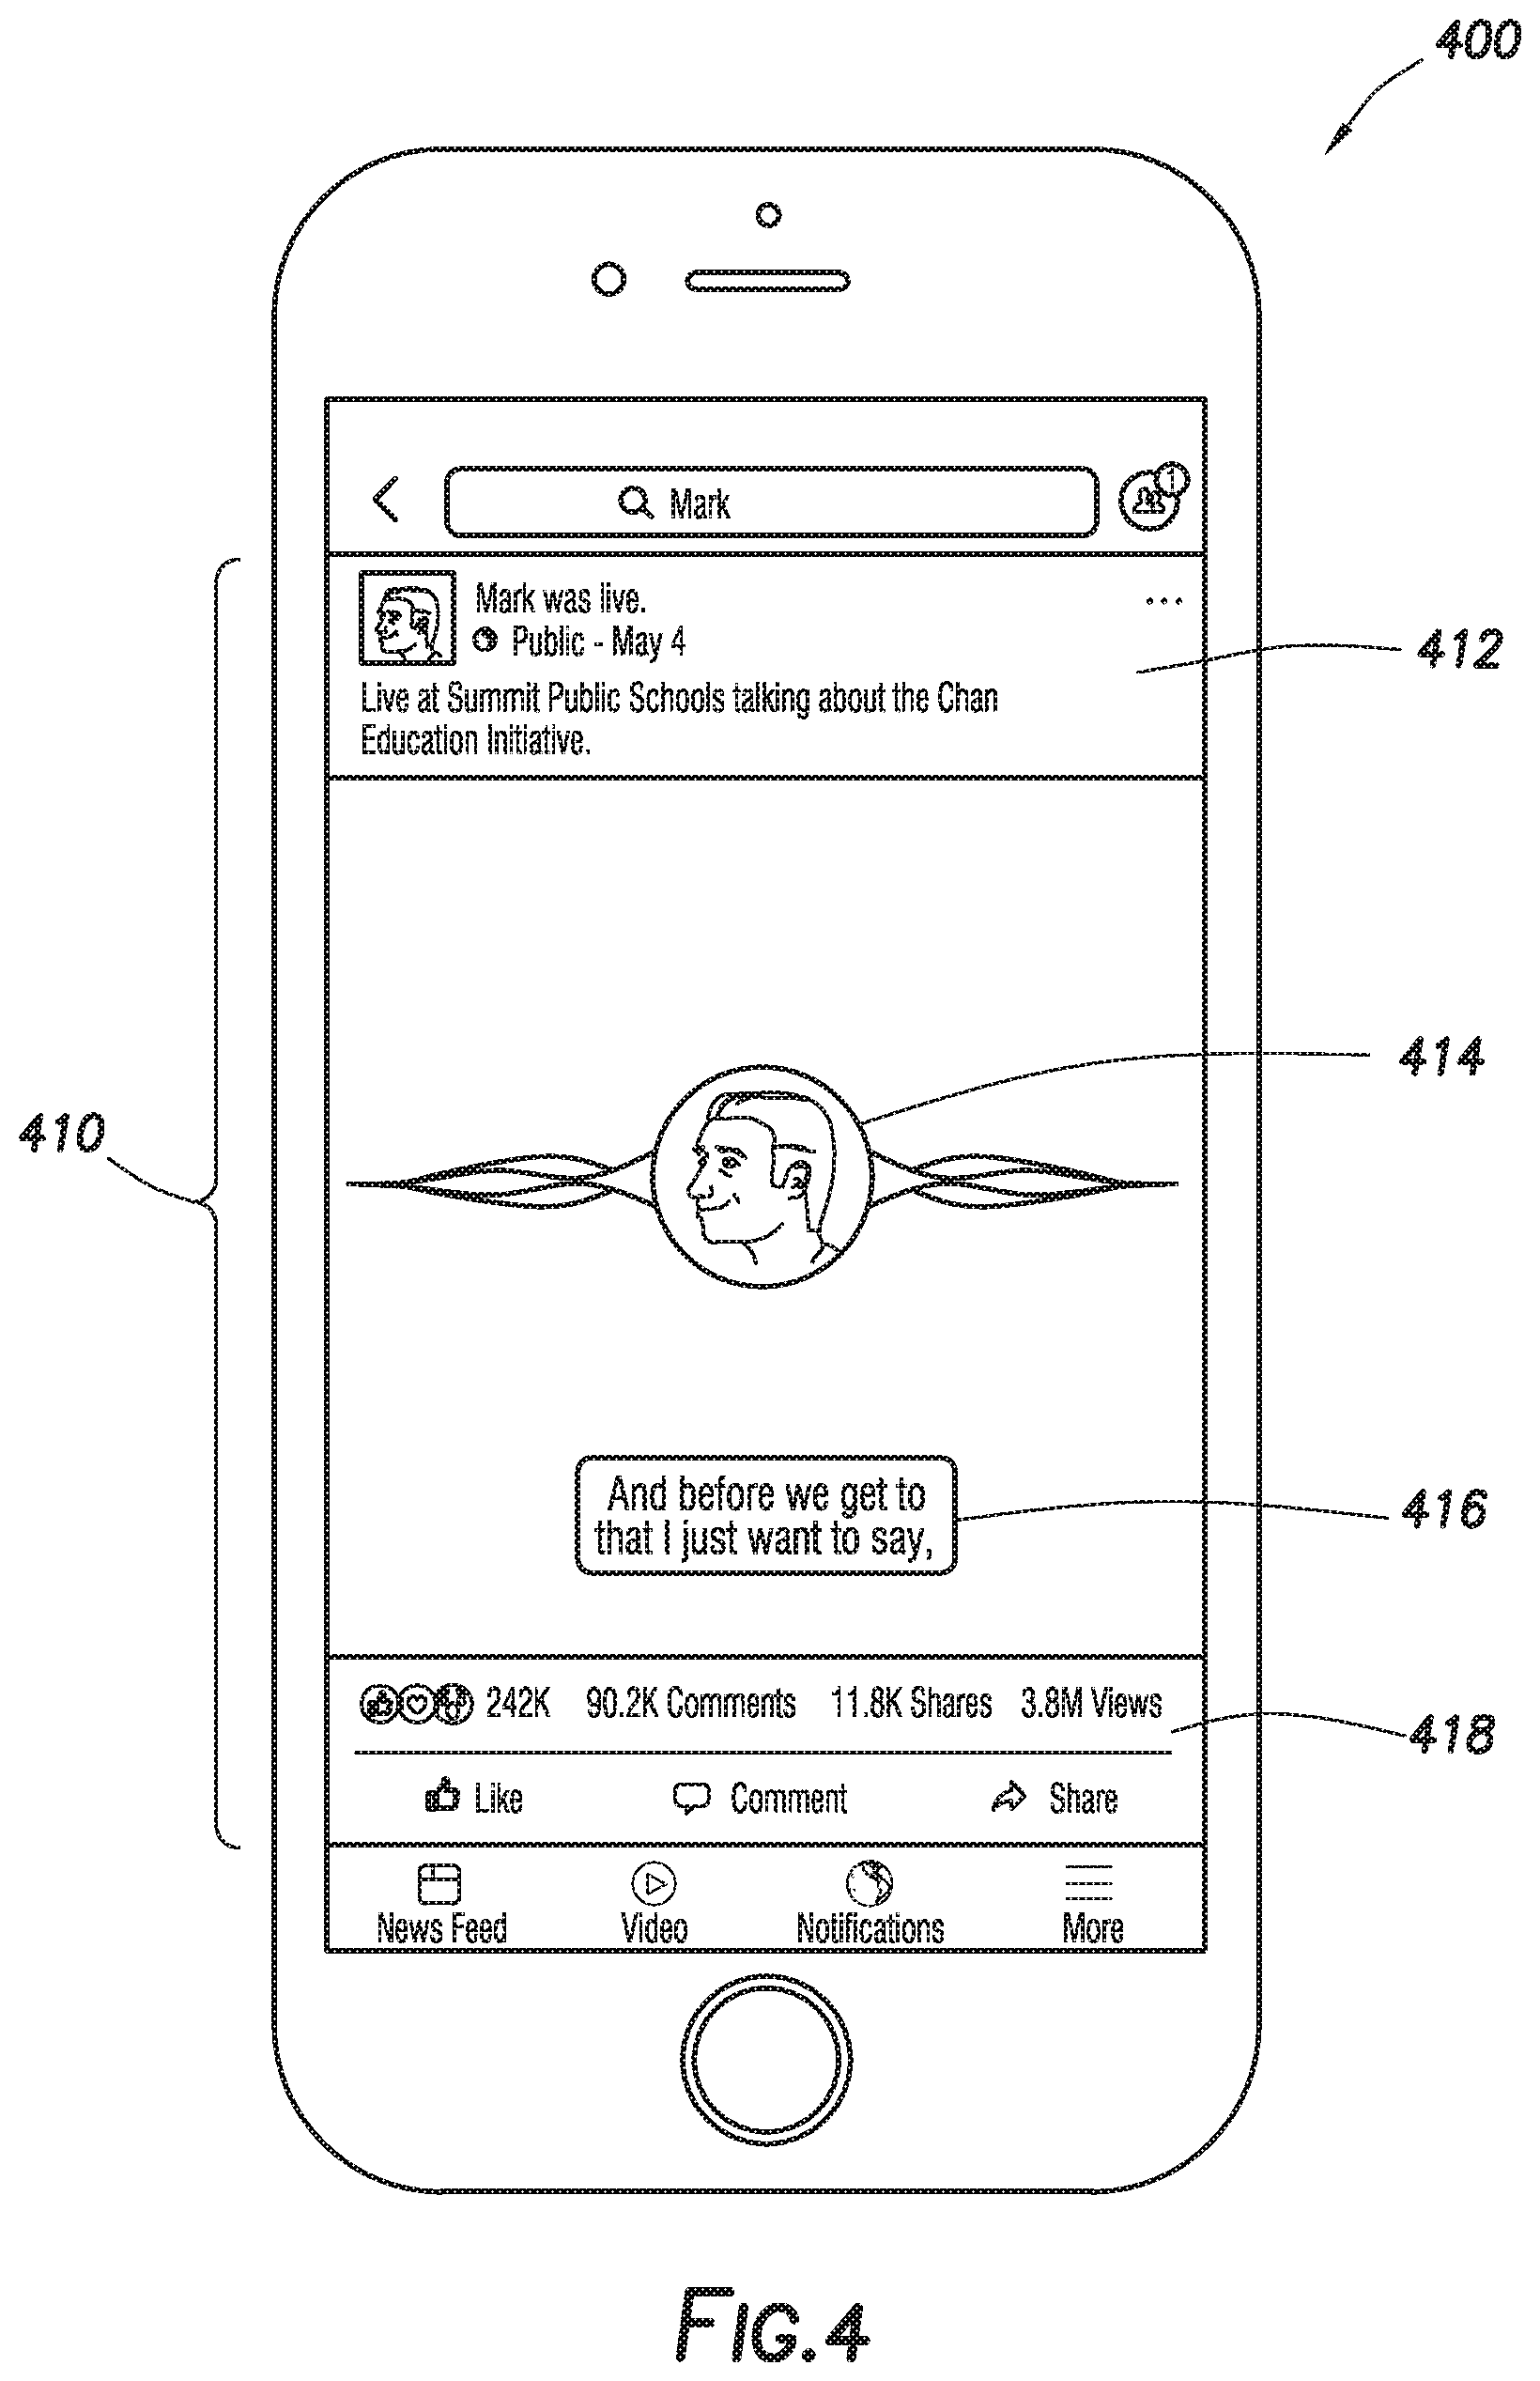 400
Mark
1
Mark was live.
Public - May 4
412
Live at Summit Public Schools talking about the Chan
Education Initiative.
414
410
And before we get to
that I just want to say,
416
242K 90.2K Comments 11.8K Shares 3.8M Views
418
Like Comment Share
News Feed Video Notifications More
FIG.4